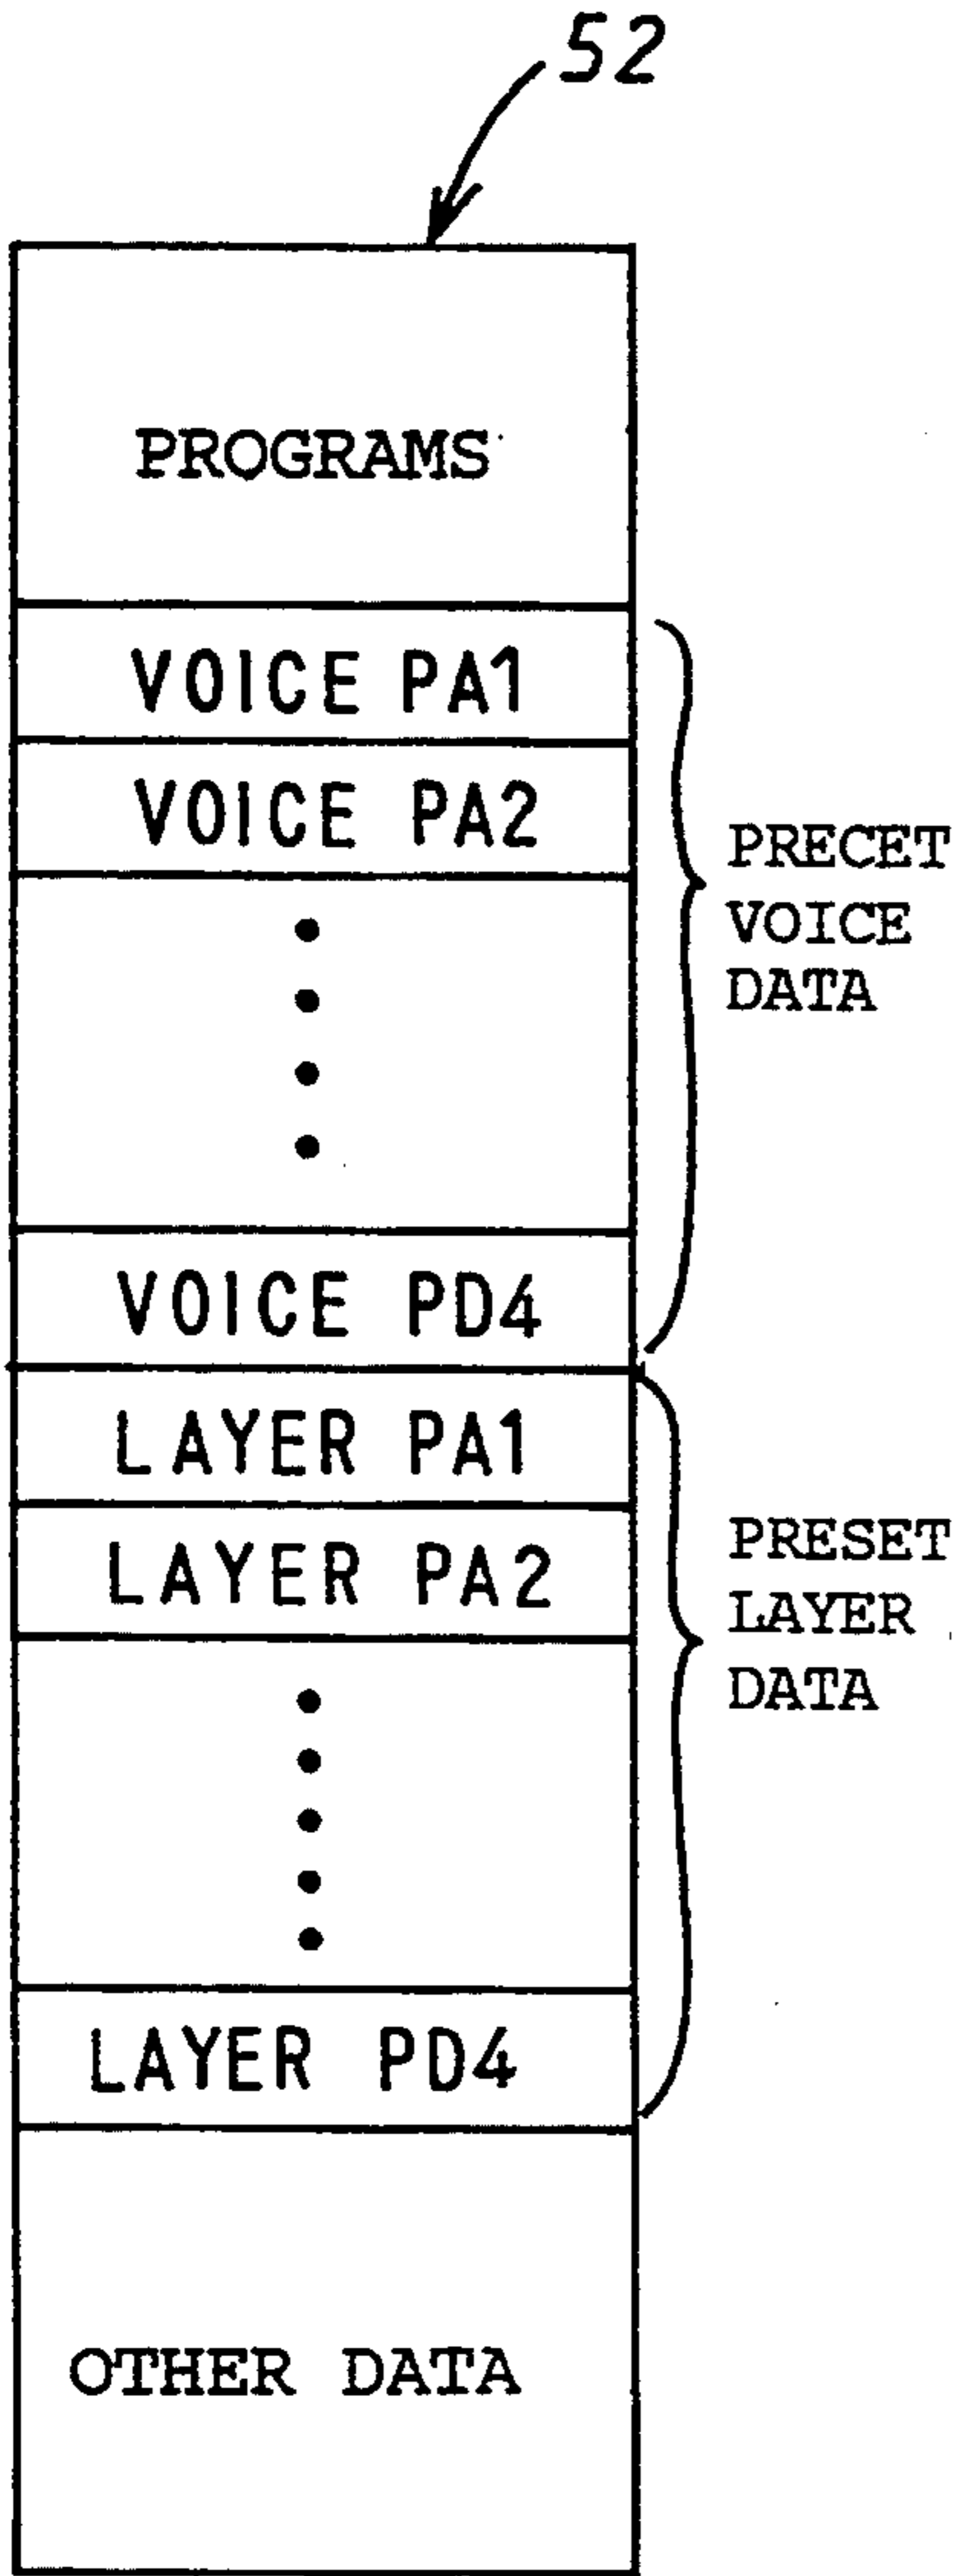 52
PROGRAMS
VOICE PA1
VOICE PA2
PRECET
VOICE
DATA
VOICE PD4
LAYER PA1
LAYER PA2
PRESET
LAYER
DATA
LAYER PD4
OTHER DATA